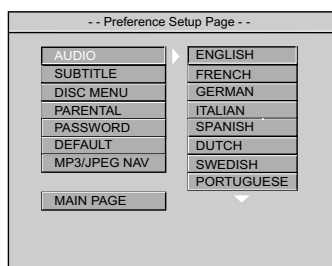 - - Preference Setup Page - -
AUDIO
SUBTITLE
DISC MENU
PARENTAL
PASSWORD
DEFAULT
MP3/JPEG NAV
MAIN PAGE
ENGLISH
FRENCH
GERMAN
ITALIAN
SPANISH
DUTCH
SWEDISH
PORTUGUESE